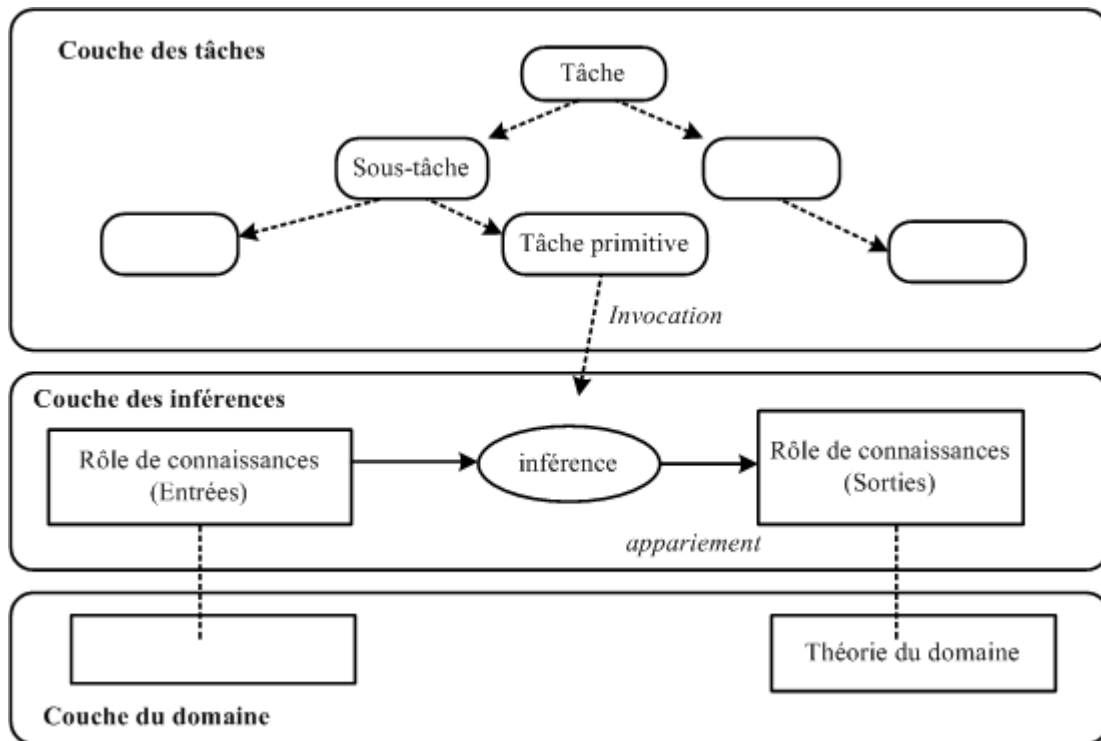 Couche des tâches
Tâche
Sous-tâche
Tâche primitive
Invocation
Couche des inférences
Rôle de connaissances
(Entrées)
inférence
Rôle de connaissances
(Sorties)
appariement
Théorie du domaine
Couche du domaine